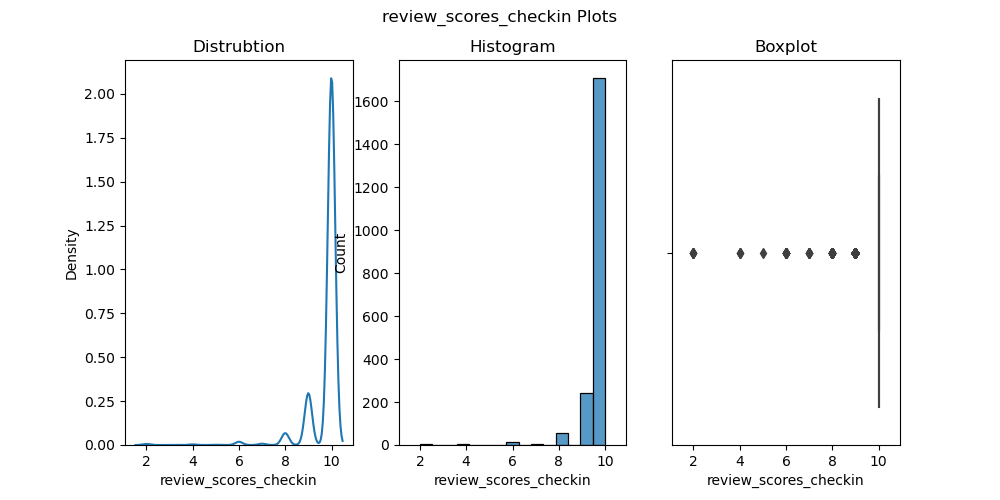 review_scores_checkin Plots
Distrubtion
Density
2.00
1.75
1.50
1.25
1.00
0.75
0.50
0.25
0.00
2 4 6 8 10
review_scores_checkin
Histogram
Count
1600
1400
1200
1000
800
600
400
200
0
2 4 6 8 10
review_scores_checkin
Boxplot
2 4 6 8 10
review_scores_checkin